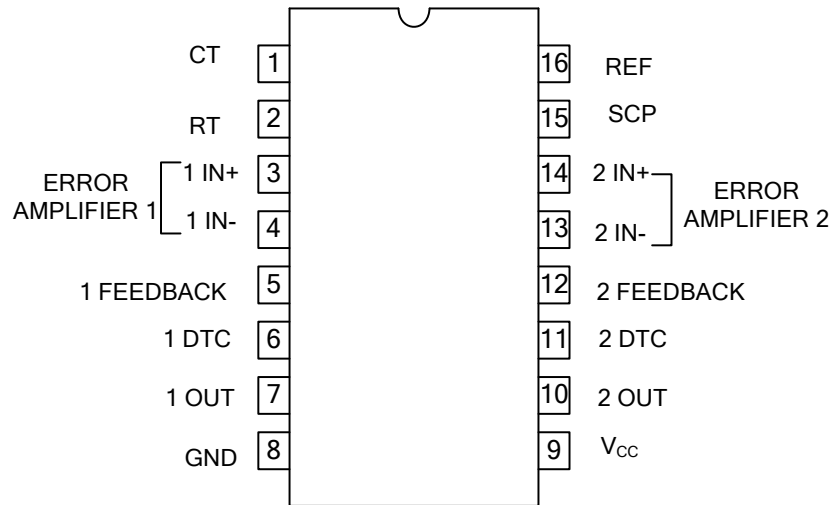 CT 1
RT 2
ERROR AMPLIFIER 1
1 IN+ 3
1 IN- 4
1 FEEDBACK 5
1 DTC 6
1 OUT 7
GND 8
16 REF
15 SCP
14 2 IN+
13 2 IN-
ERROR AMPLIFIER 2
12 2 FEEDBACK
11 2 DTC
10 2 OUT
9 VCC